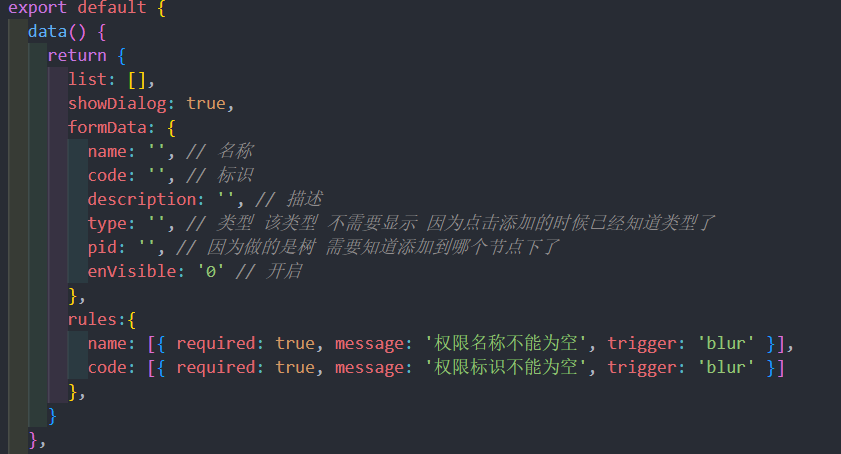 export default {
data() {
return {
list: [],
showDialog: true,
formData: {
name: '', // 名称
code: '', // 标识
description: '', // 描述
type: '', // 类型 该类型 不需要显示 因为点击添加的时候已经知道类型了
pid: '', // 因为做的是树 需要知道添加到哪个节点下了
enVisible: '0' // 开启
},
rules:{
name: [{ required: true, message: '权限名称不能为空', trigger: 'blur' }],
code: [{ required: true, message: '权限标识不能为空', trigger: 'blur' }]
},
}
},